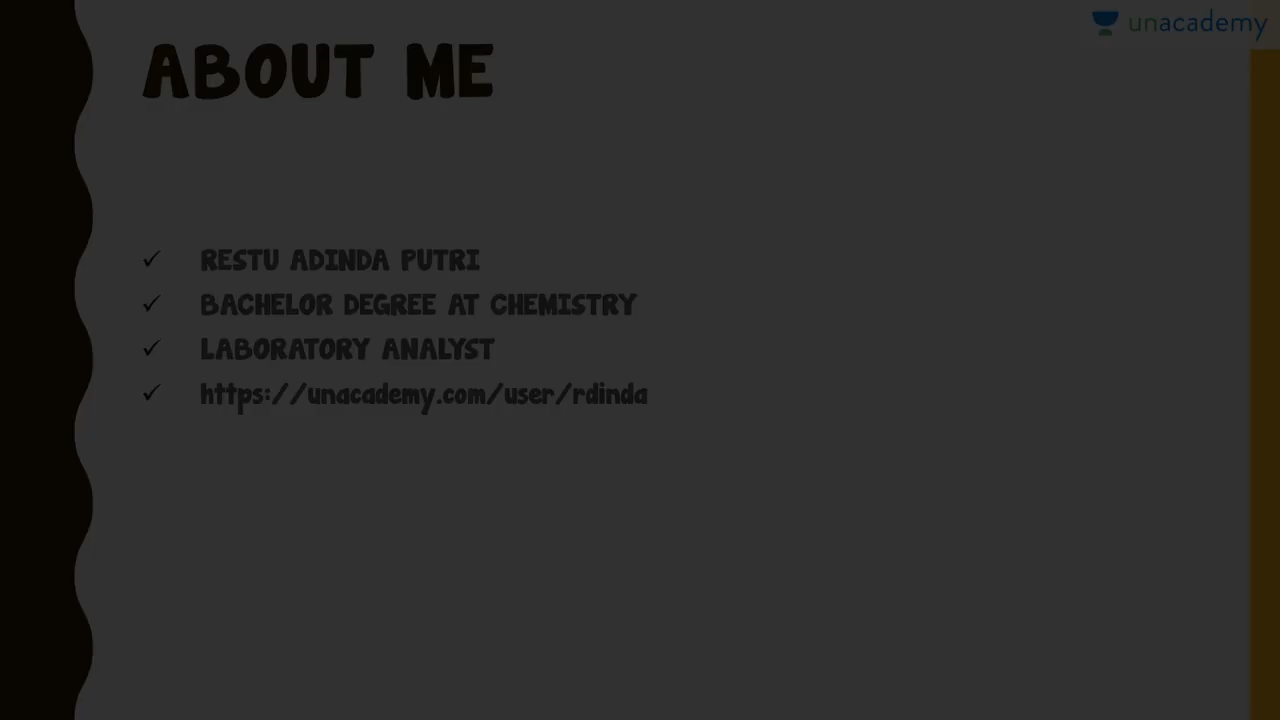 unacademy
ABOUT ME
✓ RESTU ADINDA PUTRI
✓ BACHELOR DEGREE AT CHEMISTRY
✓ LABORATORY ANALYST
✓ https://unacademy.com/user/rdinda